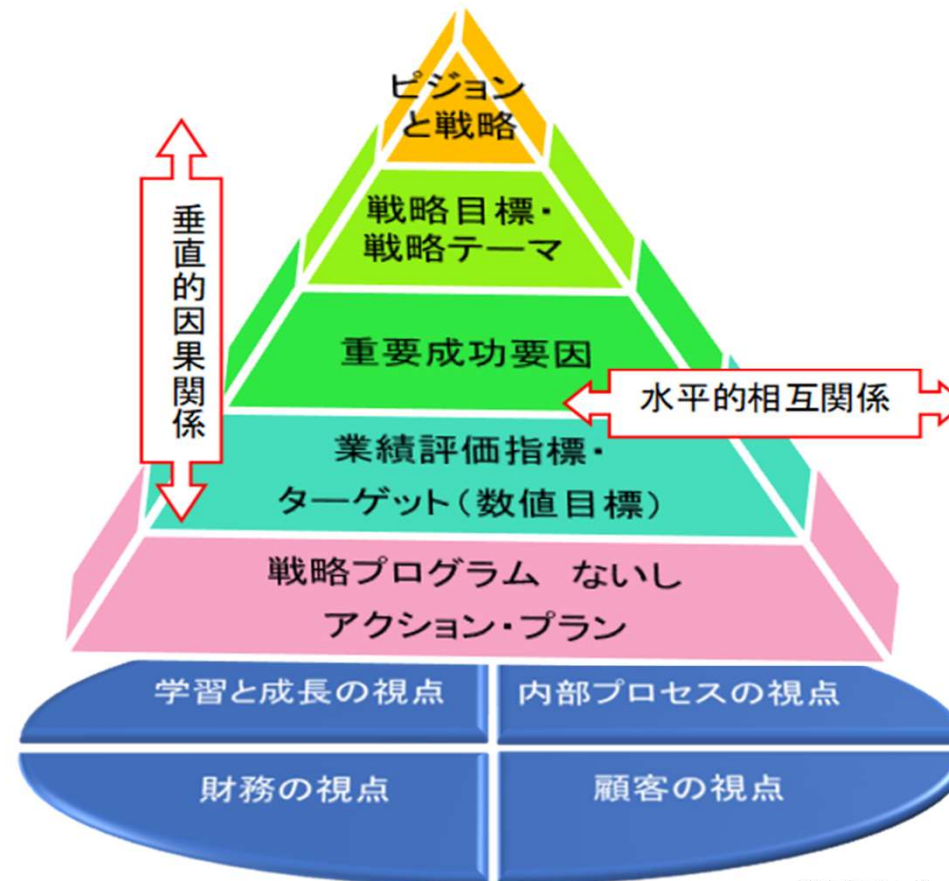 ピジョン
と戦略
戦略目標・
戦略テーマ
垂直的因果関係
重要成功要因
水平的相互関係
業績評価指標・
ターゲット(数値目標)
戦略プログラム ないし
アクション・プラン
学習と成長の視点
内部プロセスの視点
財務の視点
顧客の視点